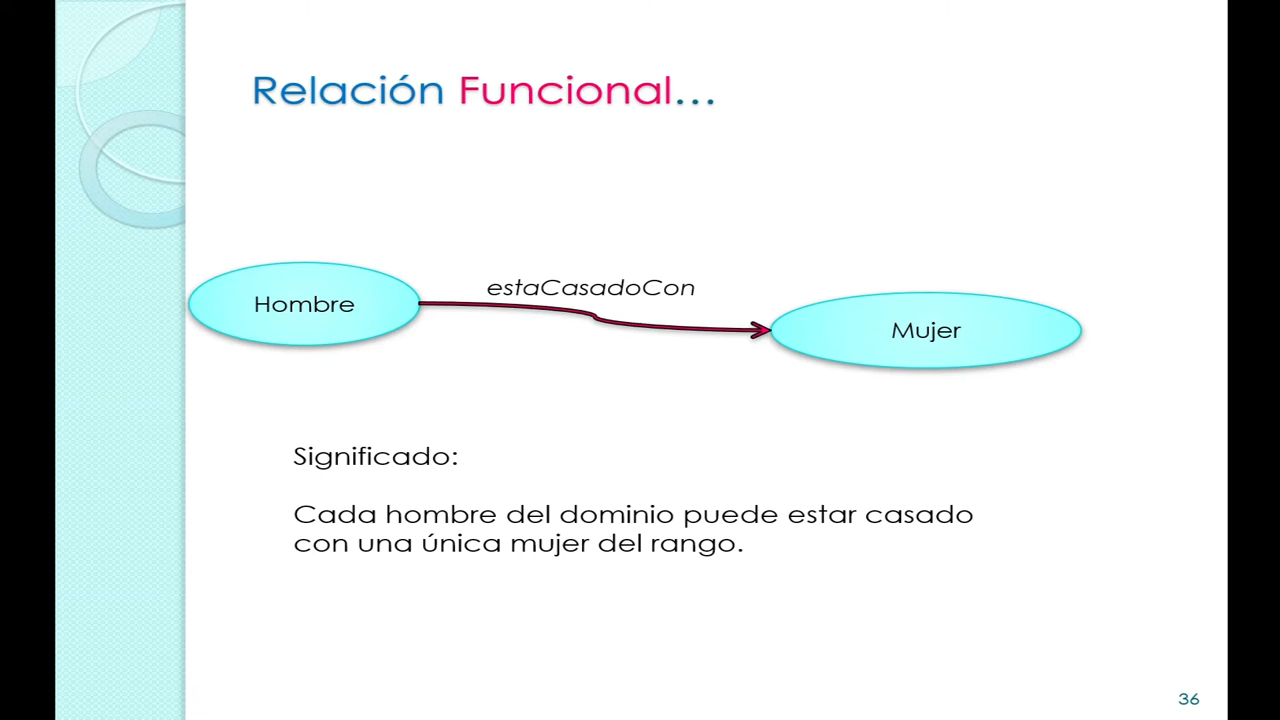 Relación Funcional...
estaCasadoCon
Hombre
Mujer
Significado:
Cada hombre del dominio puede estar casado
con una única mujer del rango.
36